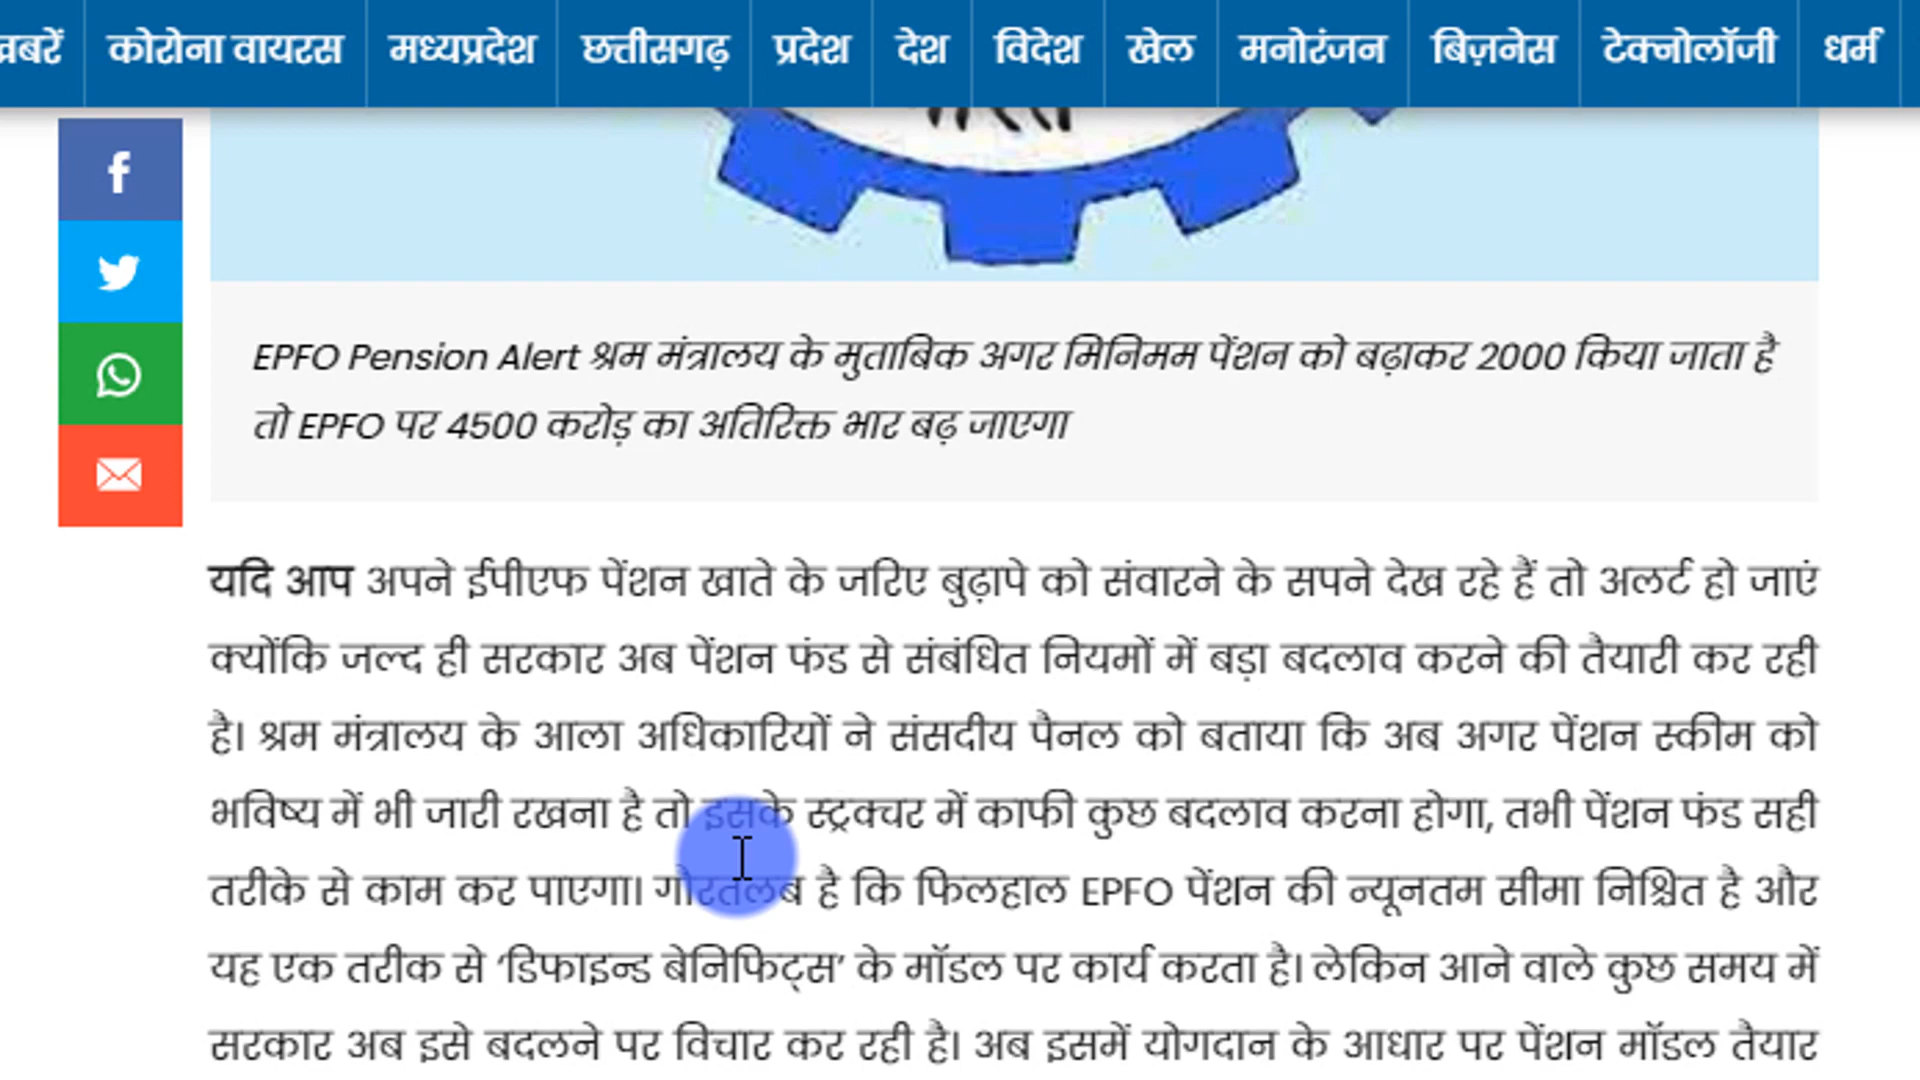 कोरोना वायरस मध्यप्रदेश छत्तीसगढ़ प्रदेश देश विदेश खेल मनोरंजन बिज़नेस टेक्नोलॉजी धर्म
EPFO Pension Alert श्रम मंत्रालय के मुताबिक अगर मिनिमम पेंशन को बढ़ाकर 2000 किया जाता है
तो EPFO पर 4500 करोड़ का अतिरिक्त भार बढ़ जाएगा
यदि आप अपने ईपीएफ पेंशन खाते के जरिए बुढ़ापे को संवारने के सपने देख रहे हैं तो अलर्ट हो जाएं
क्योंकि जल्द ही सरकार अब पेंशन फंड से संबंधित नियमों में बड़ा बदलाव करने की तैयारी कर रही
है। श्रम मंत्रालय के आला अधिकारियों ने संसदीय पैनल को बताया कि अब अगर पेंशन स्कीम को
भविष्य में भी जारी रखना है तो इसके स्ट्रक्चर में काफी कुछ बदलाव करना होगा, तभी पेंशन फंड सही
तरीके से काम कर पाएगा। गोरतलब है कि फिलहाल EPFO पेंशन की न्यूनतम सीमा निश्चित है और
यह एक तरीक से ‘डिफाइन्ड बेनिफिट्स’ के मॉडल पर कार्य करता है। लेकिन आने वाले कुछ समय में
सरकार अब इसे बदलने पर विचार कर रही है। अब इसमें योगदान के आधार पर पेंशन मॉडल तैयार